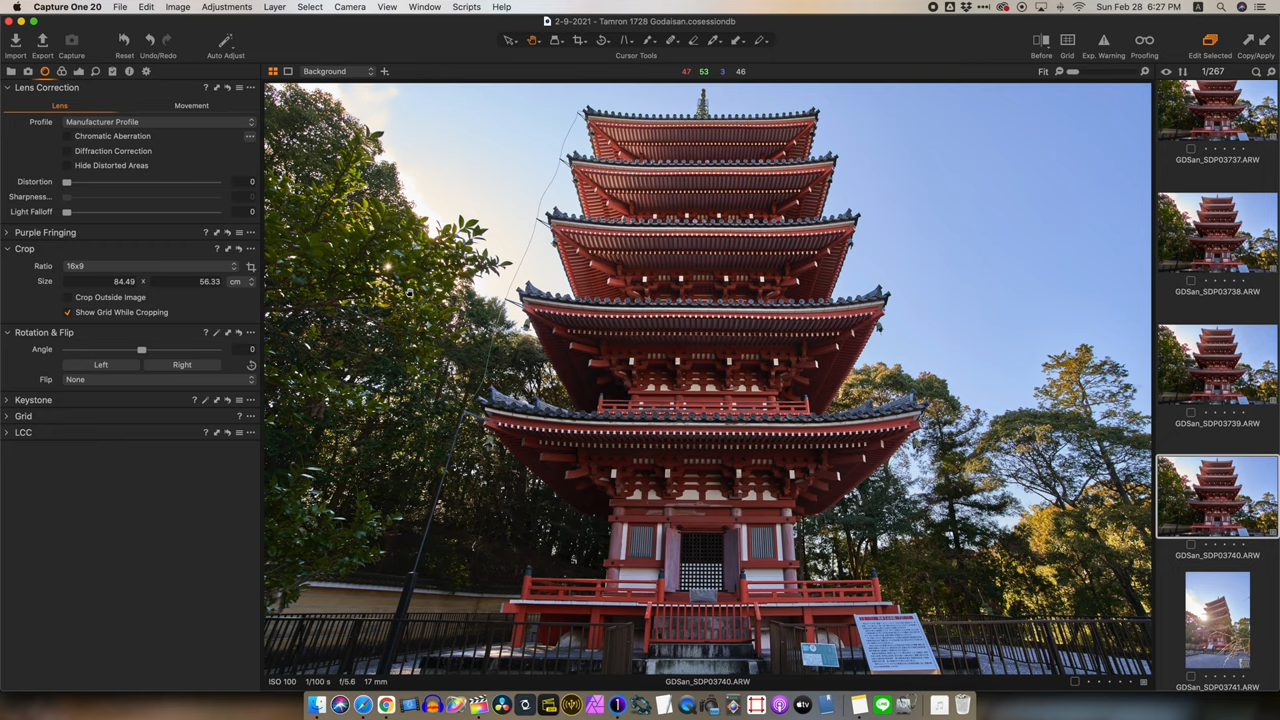 Capture One 20 File Edit View Adjustments Layer Select Camera View Window Scripts Help
Sun Feb 28 6:27 PM
2-9-2021 - Tamron 1728 Godaisan.cosessiondb
Import Export Capture Reset Undo/Redo Auto Adjust Cursor Tools Before Grid Exp. Warning Proofing Edit Selected Copy/Apply
Background
47 53 3 46
Fit
1/267
Lens Correction
Lens Movement
Profile Manufacturer Profile
Chromatic Aberration
Diffraction Correction
Hide Distorted Areas
Distortion 0
Sharpness... 0
Light Falloff 0
Purple Fringing
Crop
Ratio 16x9
Size 84.49 x 56.33 cm
Crop Outside Image
Show Grid While Cropping
Rotation & Flip
Angle 0
Left Right
Flip None
Keystone
Grid
LCC
GDSan_SDP03737.ARW
GDSan_SDP03738.ARW
GDSan_SDP03739.ARW
GDSan_SDP03740.ARW
GDSan_SDP03741.ARW
ISO 100 1/100 s f/5.6 17 mm
GDSan_SDP03740.ARW